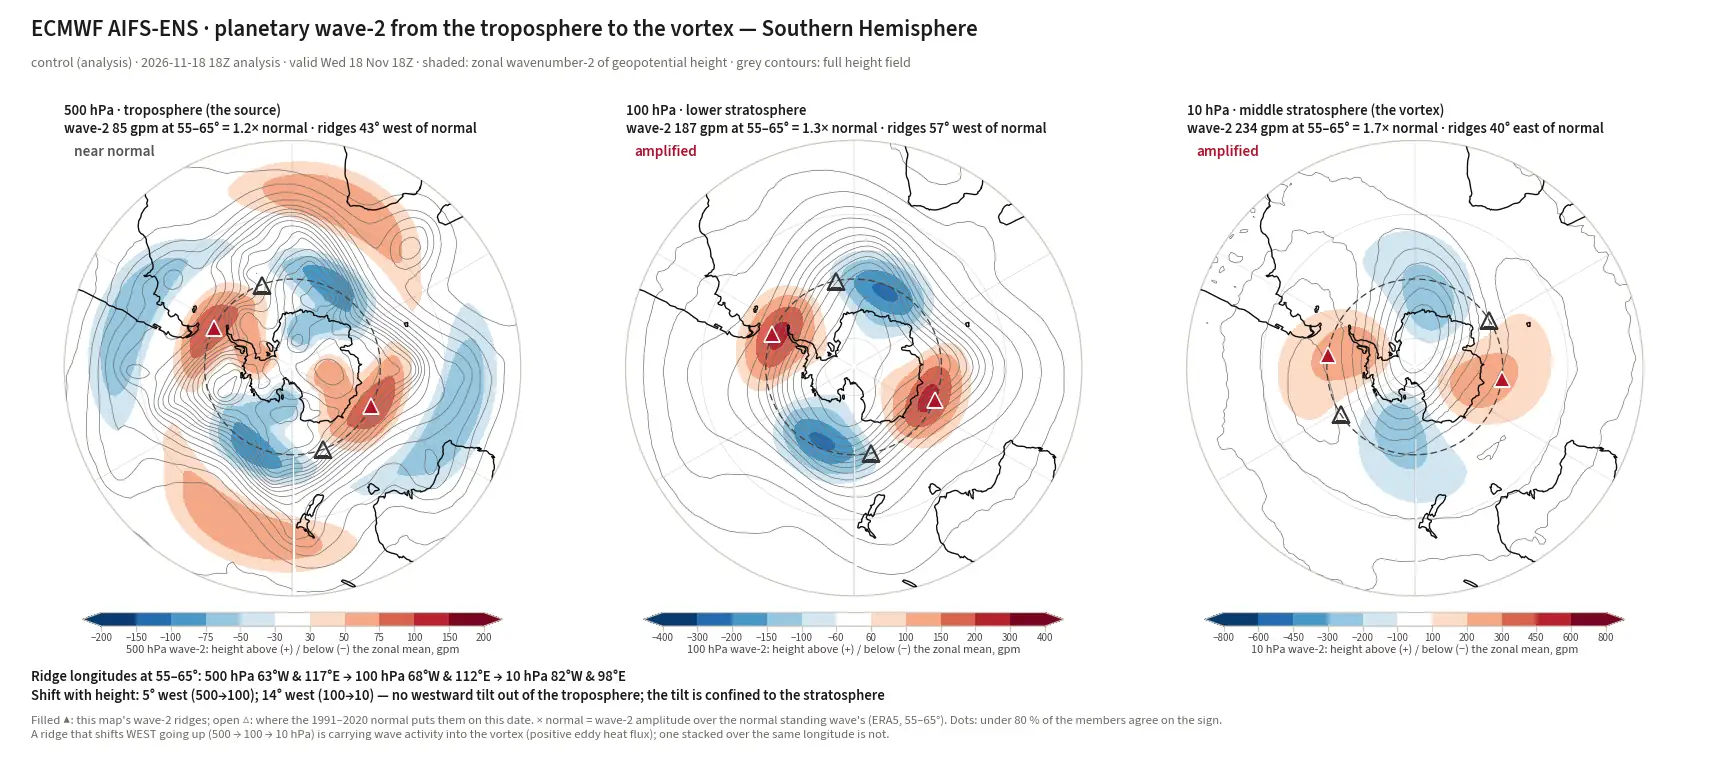 ECMWF AIFS-ENS · planetary wave-2 from the troposphere to the vortex — Southern Hemisphere
control (analysis) · 2026-11-18 18Z analysis · valid Wed 18 Nov 18Z · shaded: zonal wavenumber-2 of geopotential height · grey contours: full height field
500 hPa · troposphere (the source)
wave-2 85 gpm at 55–65° = 1.2× normal · ridges 43° west of normal
near normal
100 hPa · lower stratosphere
wave-2 187 gpm at 55–65° = 1.3× normal · ridges 57° west of normal
amplified
10 hPa · middle stratosphere (the vortex)
wave-2 234 gpm at 55–65° = 1.7× normal · ridges 40° east of normal
amplified
−200 −150 −100 −75 −50 −30 30 50 75 100 150 200
500 hPa wave-2: height above (+) / below (−) the zonal mean, gpm
−400 −300 −200 −150 −100 −60 60 100 150 200 300 400
100 hPa wave-2: height above (+) / below (−) the zonal mean, gpm
−800 −600 −450 −300 −200 −100 100 200 300 450 600 800
10 hPa wave-2: height above (+) / below (−) the zonal mean, gpm
Ridge longitudes at 55–65°: 500 hPa 63°W & 117°E → 100 hPa 68°W & 112°E → 10 hPa 82°W & 98°E
Shift with height: 5° west (500→100); 14° west (100→10) — no westward tilt out of the troposphere; the tilt is confined to the stratosphere
Filled ▲: this map's wave-2 ridges; open △: where the 1991–2020 normal puts them on this date. × normal = wave-2 amplitude over the normal standing wave's (ERA5, 55–65°). Dots: under 80 % of the members agree on the sign.
A ridge that shifts WEST going up (500 → 100 → 10 hPa) is carrying wave activity into the vortex (positive eddy heat flux); one stacked over the same longitude is not.